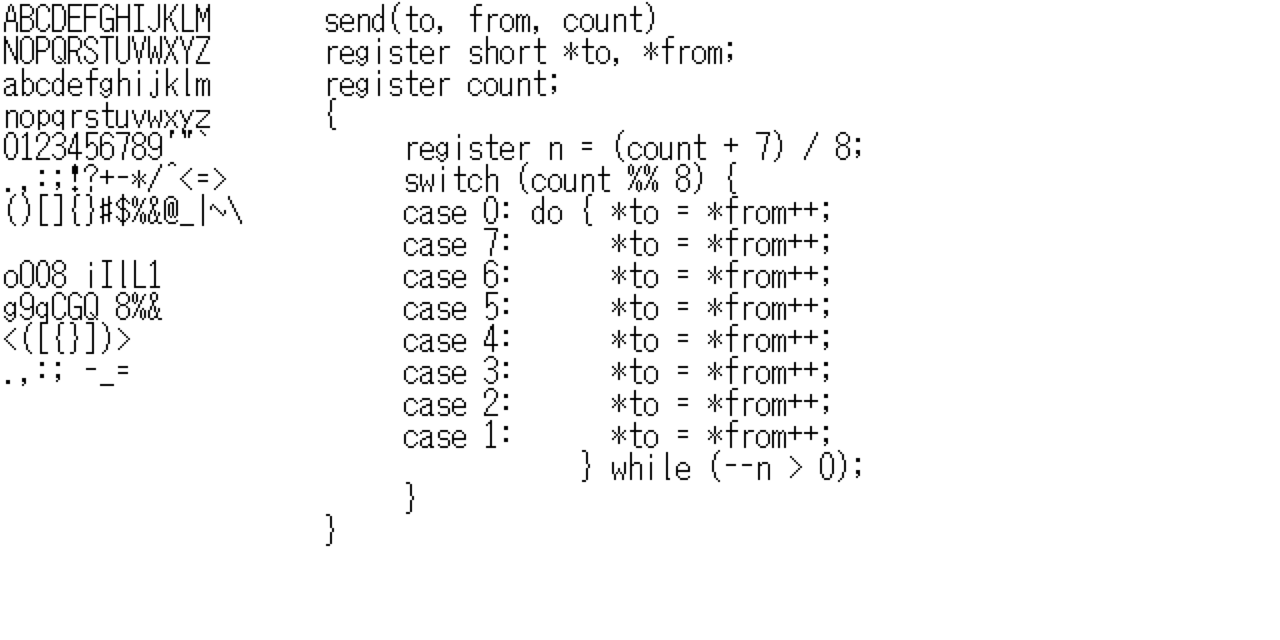 ABCDEFGHIJKLM
NOPQRSTUVWXYZ
abcdefghijklm
nopqrstuvwxyz
0123456789'"`
.,:;!?+-*/^<=>
()[]{}#$%&@_|~\
oO08 iIlL1
g9qCGQ 8%&
<([{}])>
.,:; -_=
send(to, from, count)
register short *to, *from;
register count;
{
     register n = (count + 7) / 8;
     switch (count %% 8) {
     case 0: do { *to = *from++;
     case 7:      *to = *from++;
     case 6:      *to = *from++;
     case 5:      *to = *from++;
     case 4:      *to = *from++;
     case 3:      *to = *from++;
     case 2:      *to = *from++;
     case 1:      *to = *from++;
                } while (--n > 0);
     }
}